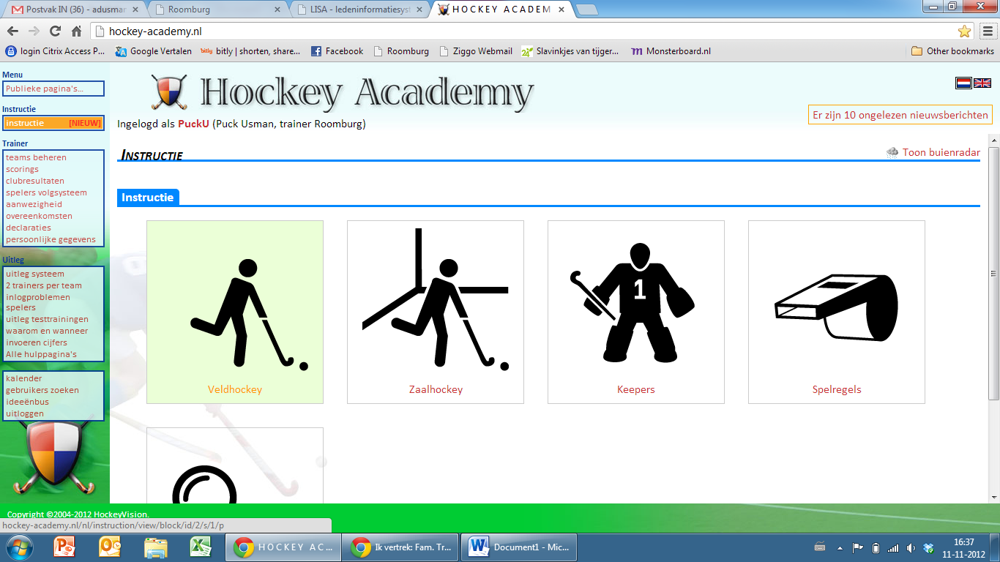 Postvak IN (36) - adusmar
Roomburg
LISA - ledeninformatiesyst
H O C K E Y  A C A D E M
hockey-academy.nl
login Citrix Access P...
Google Vertalen
bitly | shorten, share...
Facebook
Roomburg
Ziggo Webmail
Slavinkjes van tijger...
Monsterboard.nl
Other bookmarks
Menu
Publieke pagina's...
Instructie
instructie [NIEUW]
Trainer
teams beheren
scorings
clubresultaten
spelers volgsysteem
aanwezigheid
overeenkomsten
declaraties
persoonlijke gegevens
Uitleg
uitleg systeem
2 trainers per team
inlogproblemen
spelers
uitleg testtrainingen
waarom en wanneer
invoeren cijfers
Alle hulppagina's
kalender
gebruikers zoeken
ideeënbus
uitloggen
Hockey Academy
Er zijn 10 ongelezen nieuwsberichten
Ingelogd als PuckU (Puck Usman, trainer Roomburg)
Instructie
Toon buienradar
Instructie
1
Veldhockey
Zaalhockey
Keepers
Spelregels
Copyright ©2004-2012 HockeyVision.
hockey-academy.nl/nl/instruction/view/block/id/2/s/1/p
H O C K E Y  A C ...
Ik vertrek: Fam. Tr...
Document1 - Mic...
16:37
11-11-2012